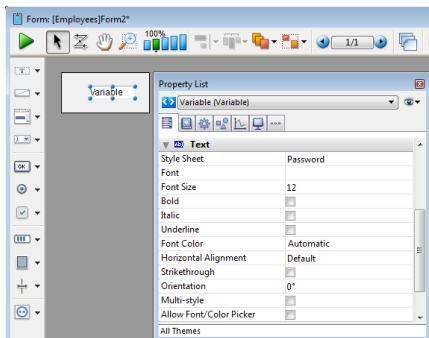 Form: [Employees]Form2*
100%
1/1
Variable
Property List
Variable (Variable)
Text
Style Sheet Password
Font
Font Size 12
Bold
Italic
Underline
Font Color Automatic
Horizontal Alignment Default
Strikethrough
Orientation 0°
Multi-style
Allow Font/Color Picker
All Themes
OK